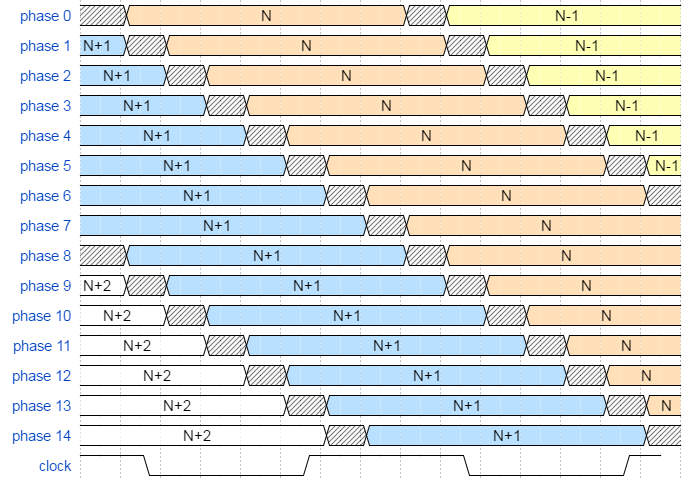 phase 0 N N-1
phase 1 N+1 N N-1
phase 2 N+1 N N-1
phase 3 N+1 N N-1
phase 4 N+1 N N-1
phase 5 N+1 N N-1
phase 6 N+1 N
phase 7 N+1 N
phase 8 N+1 N
phase 9 N+2 N+1 N
phase 10 N+2 N+1 N
phase 11 N+2 N+1 N
phase 12 N+2 N+1 N
phase 13 N+2 N+1 N
phase 14 N+2 N+1
clock